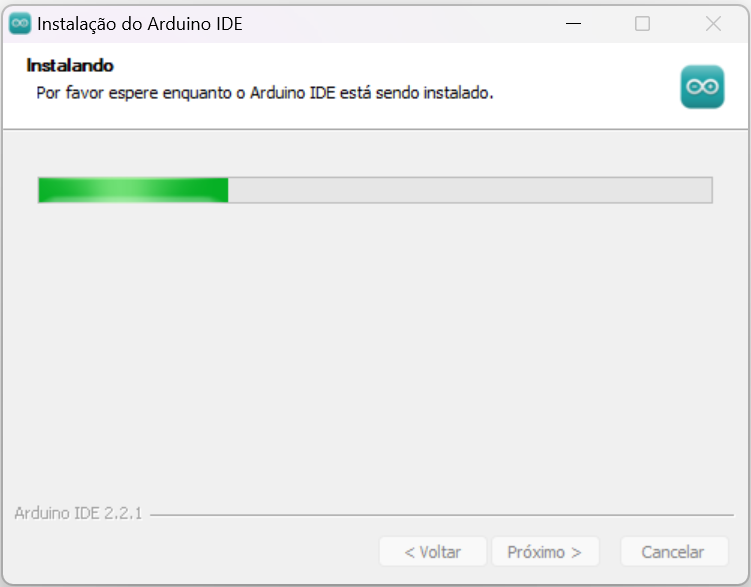 Instalação do Arduino IDE
Instalando
Por favor espere enquanto o Arduino IDE está sendo instalado.
Arduino IDE 2.2.1
< Voltar
Próximo >
Cancelar